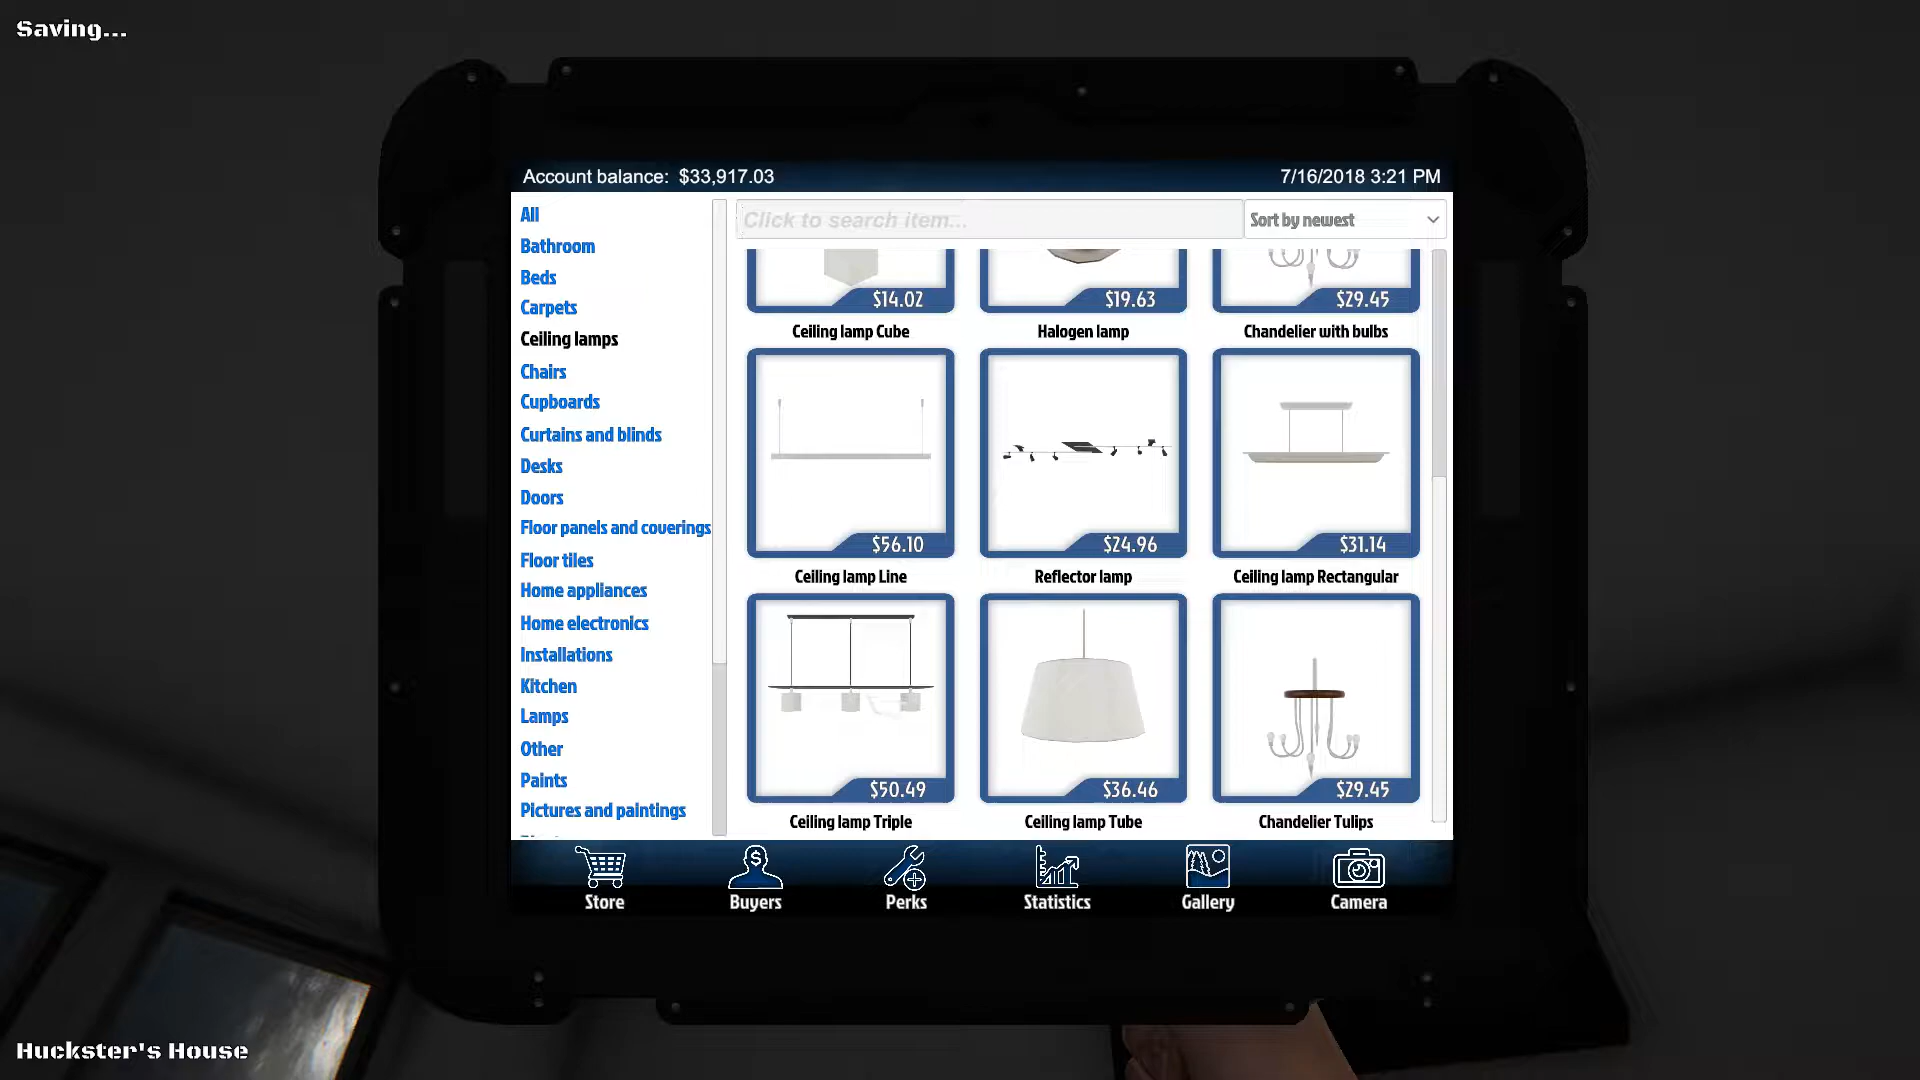 Saving...
Account balance: $33,917.03
7/16/2018 3:21 PM
All
Bathroom
Beds
Carpets
Ceiling lamps
Chairs
Cupboards
Curtains and blinds
Desks
Doors
Floor panels and coverings
Floor tiles
Home appliances
Home electronics
Installations
Kitchen
Lamps
Other
Paints
Pictures and paintings
Click to search item...
Sort by newest
$14.02
$19.63
$29.45
Ceiling lamp Cube
Halogen lamp
Chandelier with bulbs
$56.10
$24.96
$31.14
Ceiling lamp Line
Reflector lamp
Ceiling lamp Rectangular
$50.49
$36.46
$29.45
Ceiling lamp Triple
Ceiling lamp Tube
Chandelier Tulips
Store
Buyers
Perks
Statistics
Gallery
Camera
Huckster's House